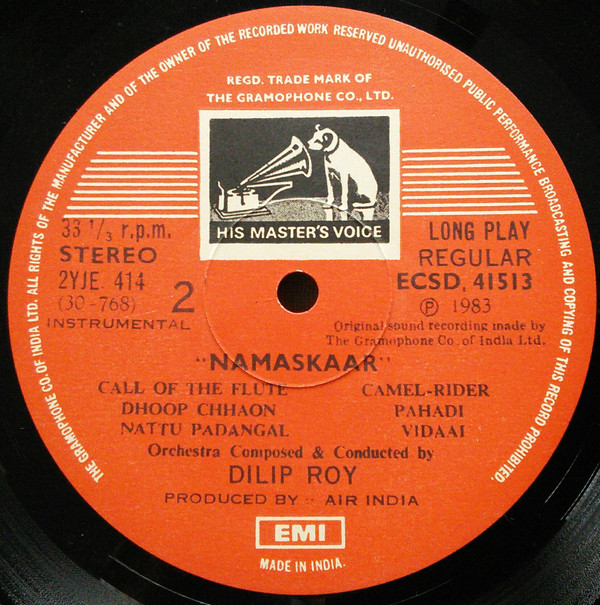 THE GRAMOPHONE CO. OF INDIA LTD. ALL RIGHTS OF THE MANUFACTURER AND OF THE OWNER OF THE RECORDED WORK RESERVED UNAUTHORISED PUBLIC PERFORMANCE BROADCASTING AND COPYING OF THIS RECORD PROHIBITED.
REGD. TRADE MARK OF
THE GRAMOPHONE CO., LTD.
HIS MASTER'S VOICE
33 1/3 r.p.m.
STEREO
2YJE 414
(30-768) 2
INSTRUMENTAL
LONG PLAY
REGULAR
ECSD, 41513
℗ 1983
Original sound recording made by
The Gramophone Co. of India Ltd.
"NAMASKAAR"
CALL OF THE FLUTE CAMEL-RIDER
DHOOP CHHAON PAHADI
NATTU PADANGAL VIDAAI
Orchestra Composed & Conducted by
DILIP ROY
PRODUCED BY :- AIR INDIA
EMI
MADE IN INDIA.